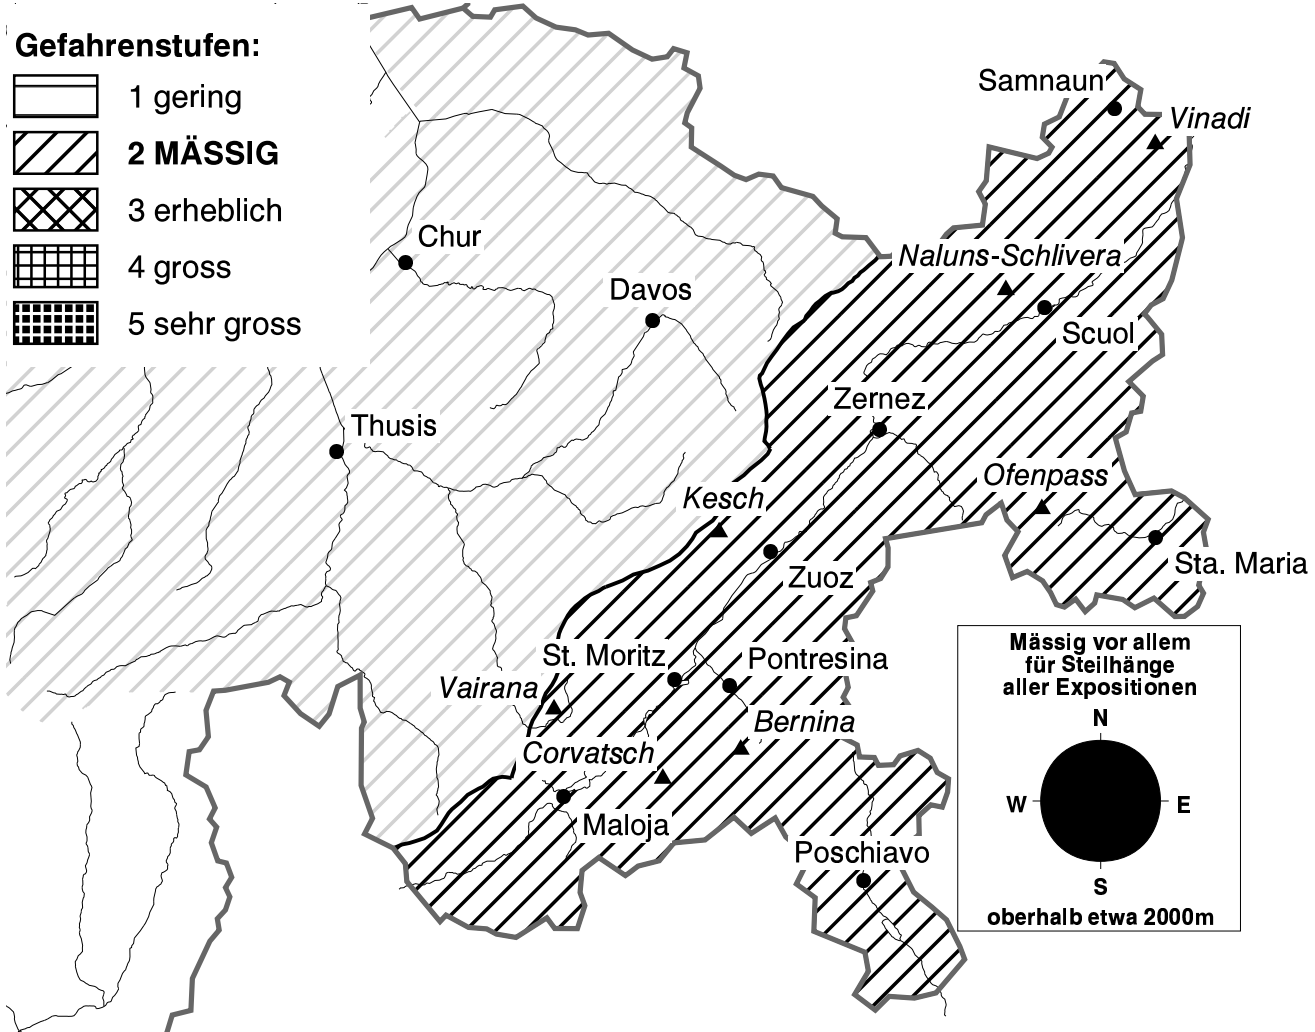 Gefahrenstufen:
1 gering
2 MÄSSIG
3 erheblich
4 gross
5 sehr gross
Samnaun
Vinadi
Chur
Naluns-Schlivera
Davos
Scuol
Zernez
Thusis
Ofenpass
Kesch
Zuoz
Sta. Maria
St. Moritz
Pontresina
Vairana
Bernina
Corvatsch
Maloja
Poschiavo
Mässig vor allem
für Steilhänge
aller Expositionen
N
W
E
S
oberhalb etwa 2000m